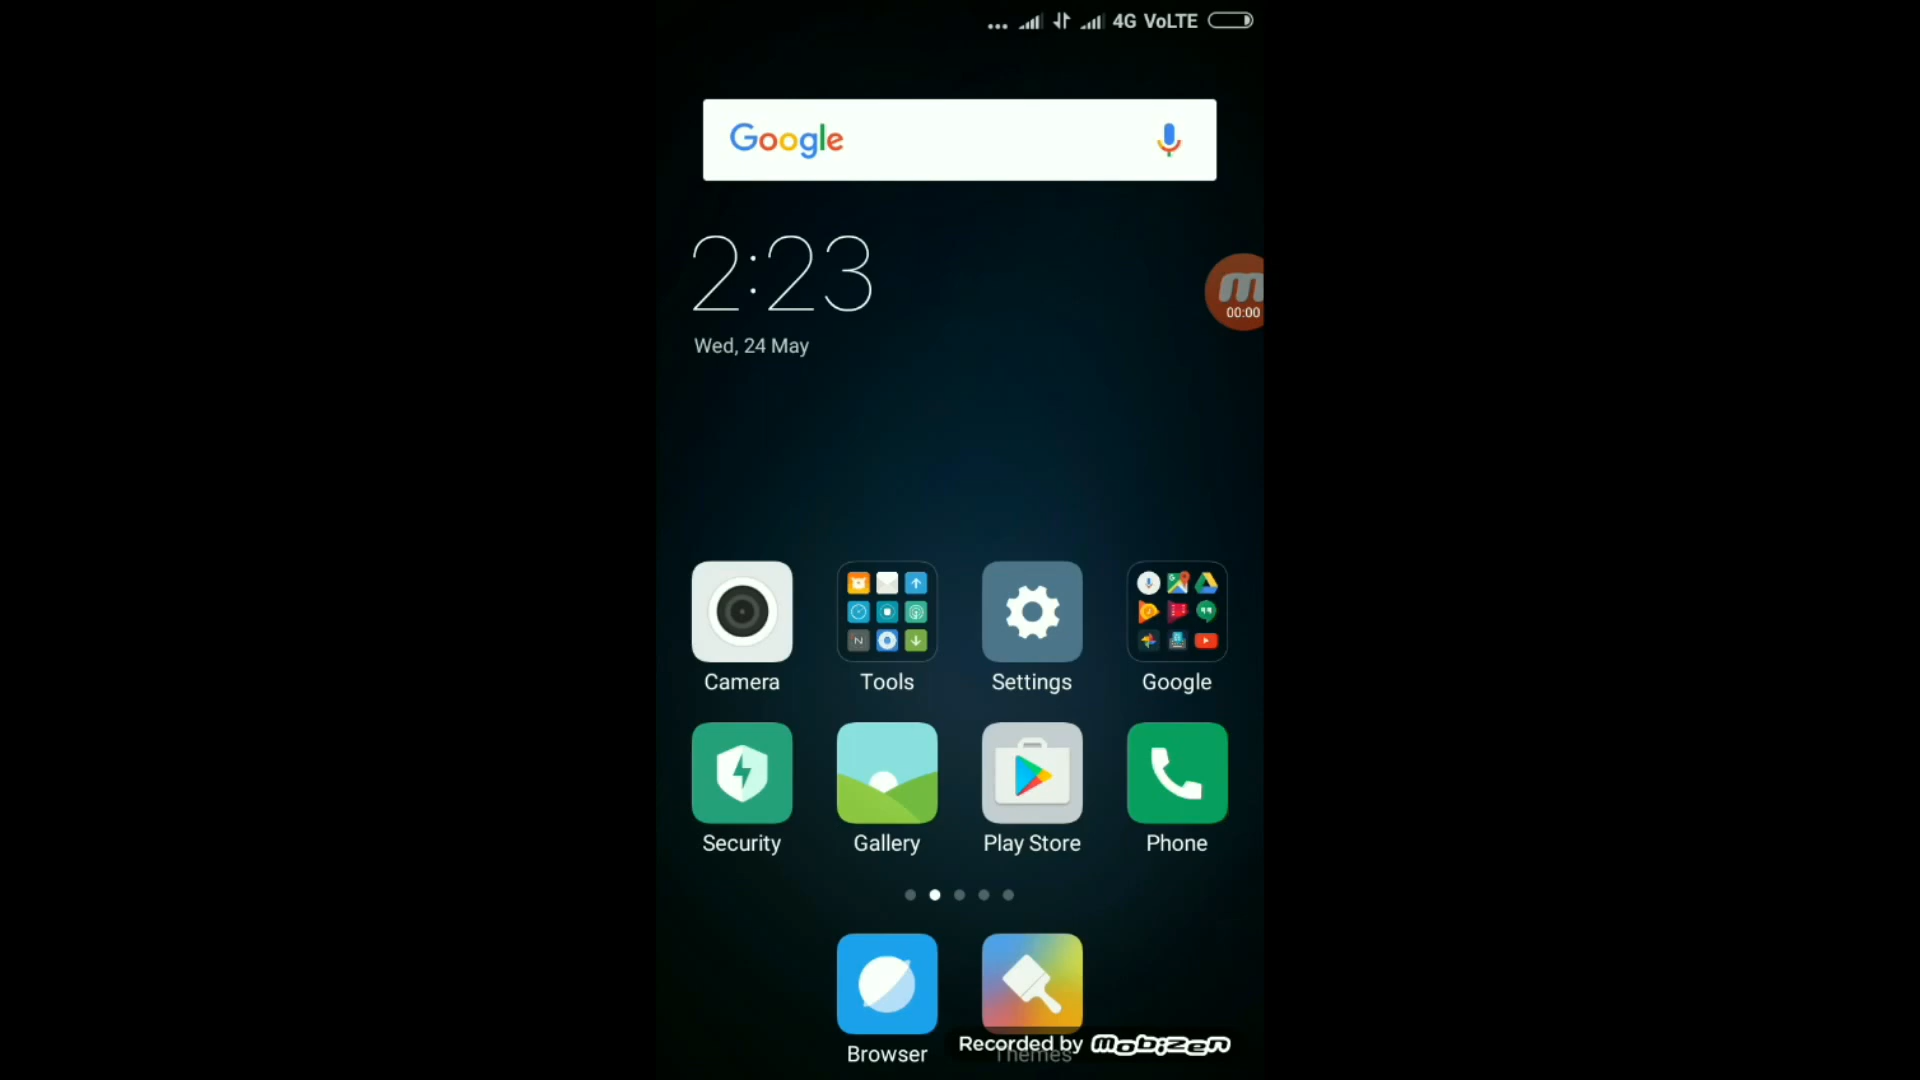 4G VoLTE
Google
2:23
Wed, 24 May
00:00
Camera
Tools
Settings
Google
Security
Gallery
Play Store
Phone
Browser
Themes
Recorded by mobizen